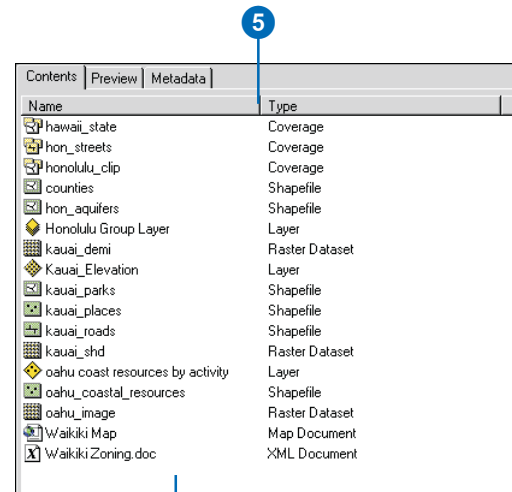 5
Contents Preview Metadata
Name Type
hawaii_state Coverage
hon_streets Coverage
honolulu_clip Coverage
counties Shapefile
hon_aquifers Shapefile
Honolulu Group Layer Layer
kauai_demi Raster Dataset
Kauai_Elevation Layer
kauai_parks Shapefile
kauai_places Shapefile
kauai_roads Shapefile
kauai_shd Raster Dataset
oahu coast resources by activity Layer
oahu_coastal_resources Shapefile
oahu_image Raster Dataset
Waikiki Map Map Document
Waikiki Zoning.doc XML Document